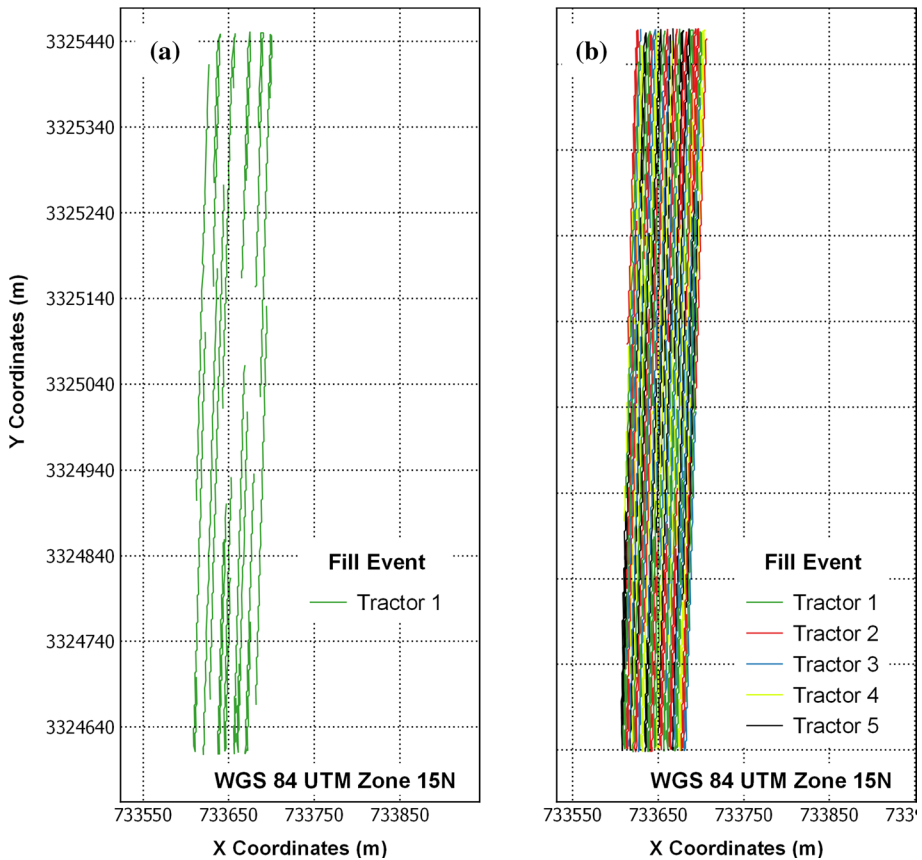 (a)
(b)
Y Coordinates (m)
3325440
3325340
3325240
3325140
3325040
3324940
3324840
3324740
3324640
Fill Event
Tractor 1
WGS 84 UTM Zone 15N
733550
733650
733750
733850
X Coordinates (m)
Fill Event
Tractor 1
Tractor 2
Tractor 3
Tractor 4
Tractor 5
WGS 84 UTM Zone 15N
733550
733650
733750
733850
733
X Coordinates (m)